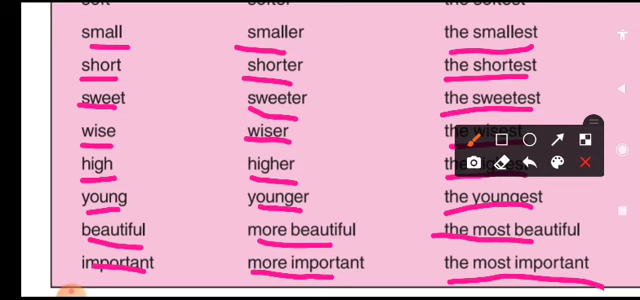 small smaller the smallest
short shorter the shortest
sweet sweeter the sweetest
wise wiser the wisest
high higher
young younger the youngest
beautiful more beautiful the most beautiful
important more important the most important